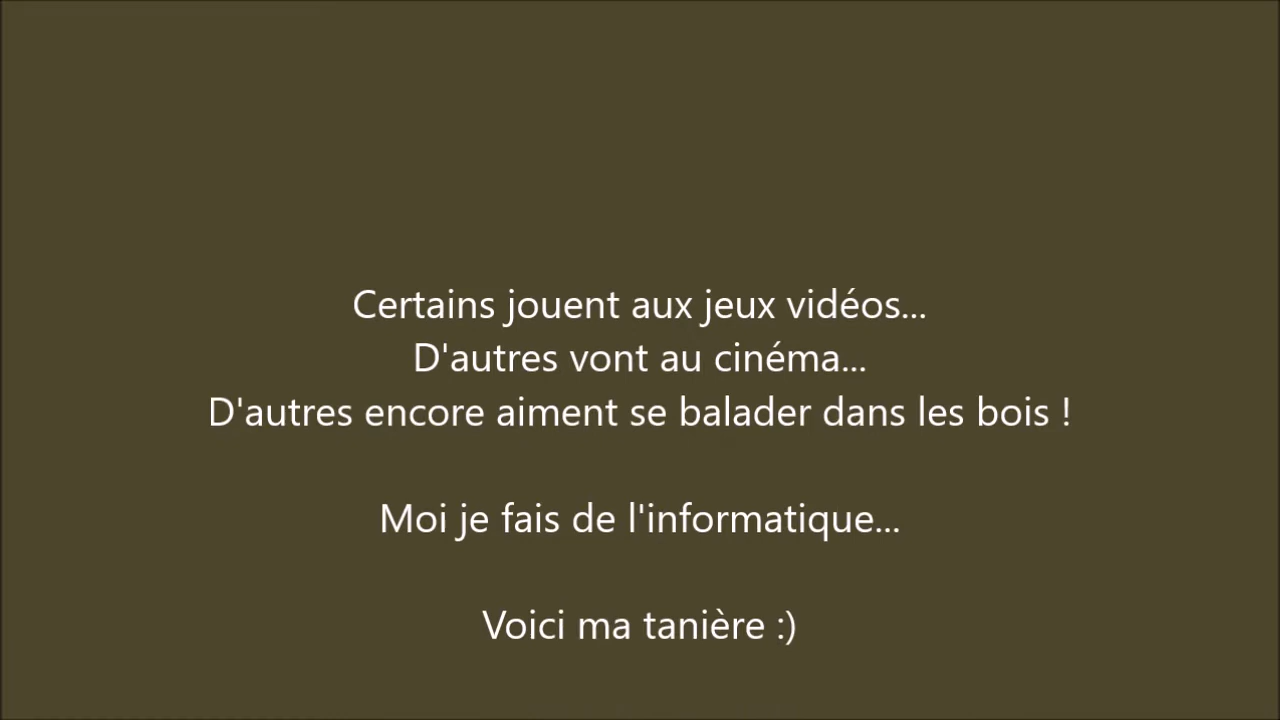 Certains jouent aux jeux vidéos...
D'autres vont au cinéma...
D'autres encore aiment se balader dans les bois !
Moi je fais de l'informatique...
Voici ma tanière :)